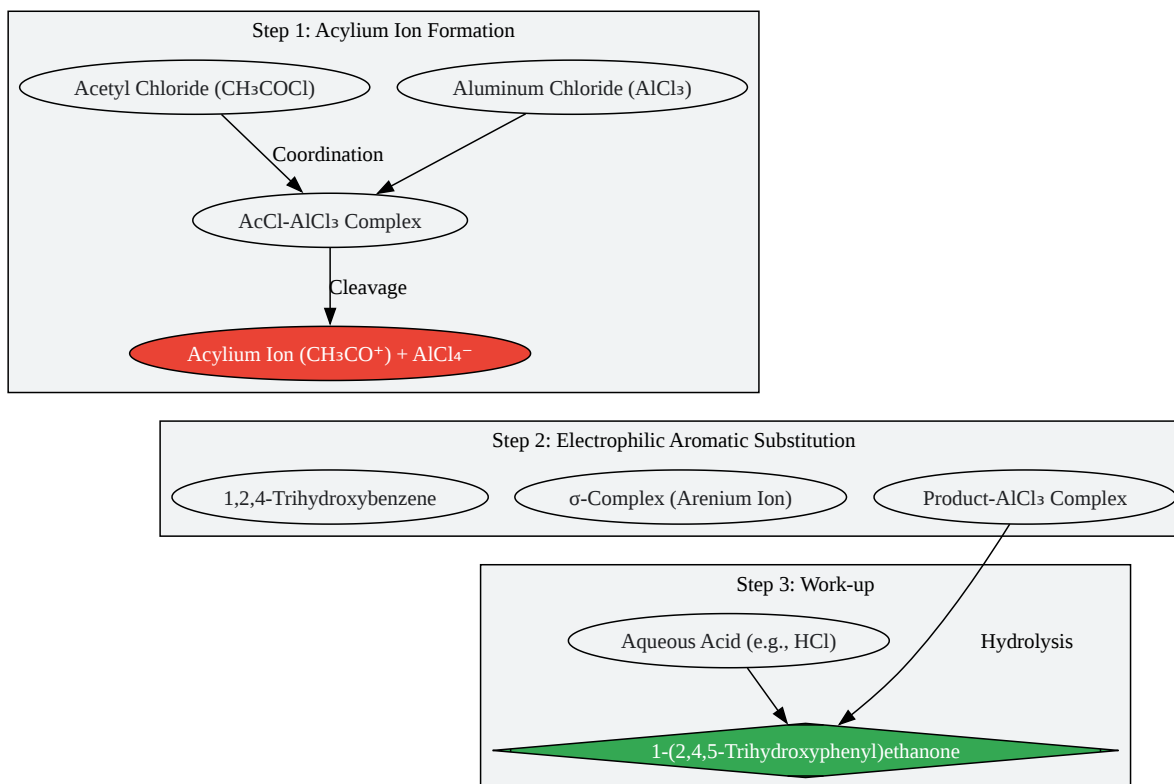 Step 1: Acylium Ion Formation
Acetyl Chloride (CH₃COCl)
Aluminum Chloride (AlCl₃)
Coordination
AcCl-AlCl₃ Complex
Cleavage
Acylium Ion (CH₃CO⁺) + AlCl₄⁻
Step 2: Electrophilic Aromatic Substitution
1,2,4-Trihydroxybenzene
σ-Complex (Arenium Ion)
Product-AlCl₃ Complex
Step 3: Work-up
Aqueous Acid (e.g., HCl)
Hydrolysis
1-(2,4,5-Trihydroxyphenyl)ethanone